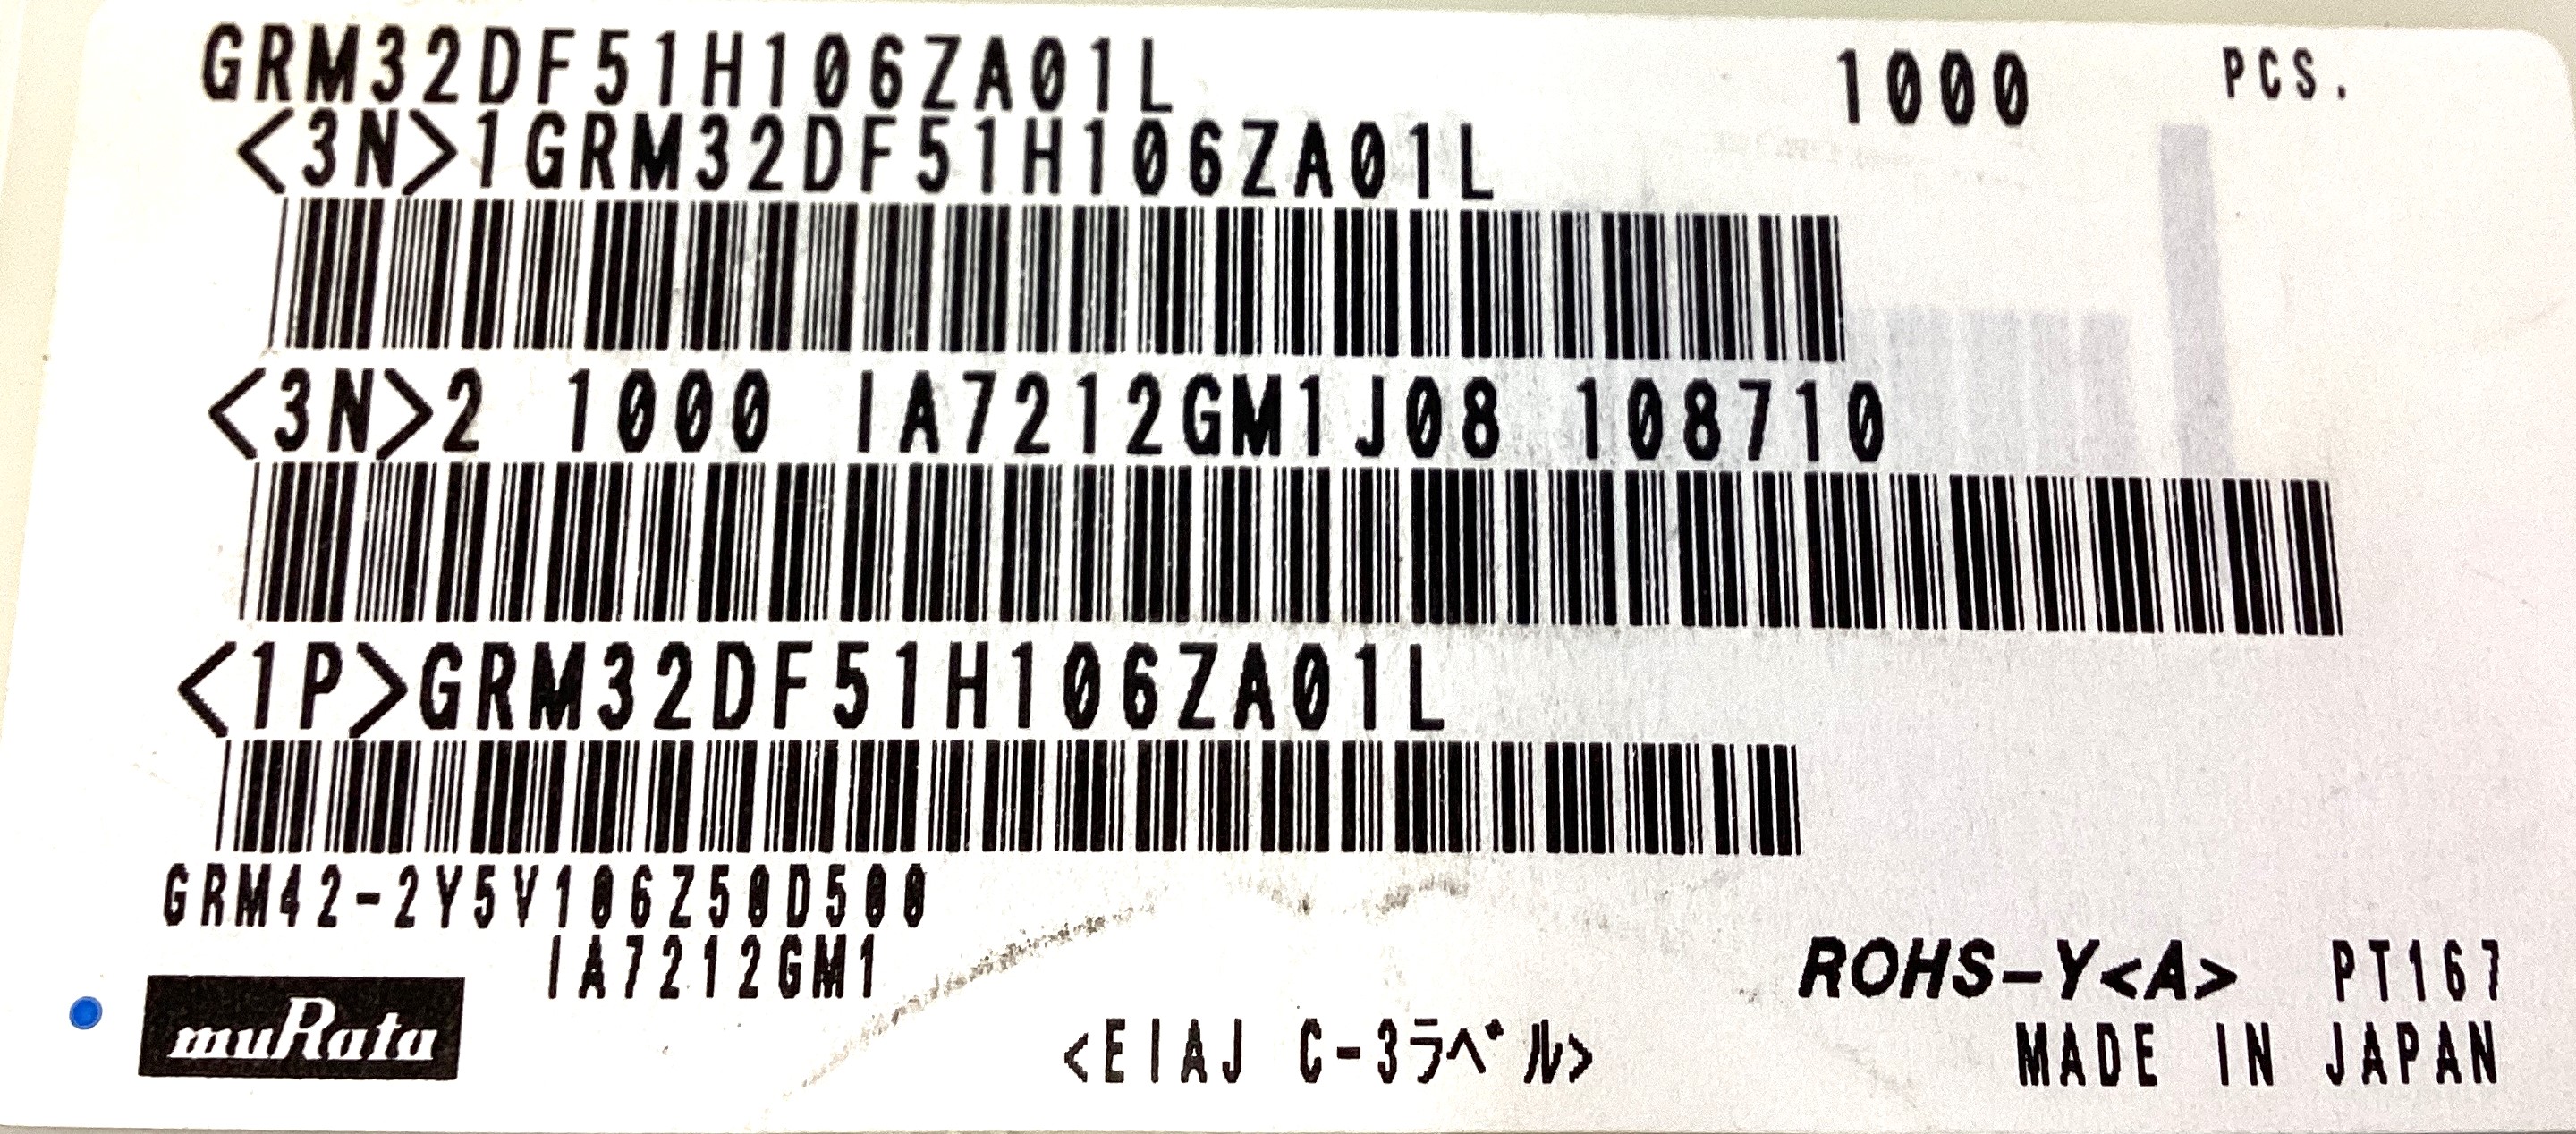 GRM32DF51H106ZA01L 1000 PCS.
<3N>1GRM32DF51H106ZA01L
<3N>2 1000 IA7212GM1J08 108710
<1P>GRM32DF51H106ZA01L
GRM42-2Y5V106Z50D500
IA7212GM1
ROHS-Y<A> PT167
muRata
<EIAJ C-3ラベル>
MADE IN JAPAN